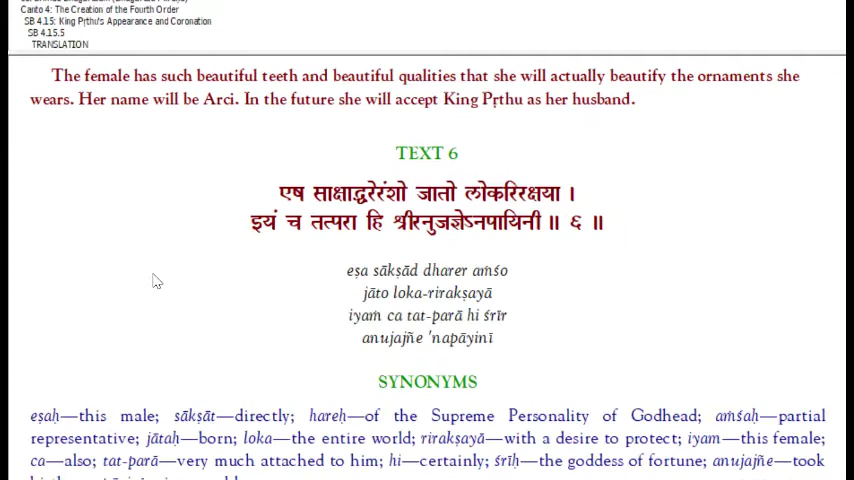 Canto 4: The Creation of the Fourth Order
SB 4.15: King Pṛthu's Appearance and Coronation
SB 4.15.5
TRANSLATION
The female has such beautiful teeth and beautiful qualities that she will actually beautify the ornaments she
wears. Her name will be Arci. In the future she will accept King Pṛthu as her husband.
TEXT 6
एष साक्षाद्धरेरंशो जातो लोकरिरक्षया ।
इयं च तत्परा हि श्रीरनुजज्ञेऽनपायिनी ॥ ६ ॥
eṣa sākṣād dharer aṁśo
jāto loka-rirakṣayā
iyaṁ ca tat-parā hi śrīr
anujajñe 'napāyinī
SYNONYMS
eṣaḥ—this male; sākṣāt—directly; hareḥ—of the Supreme Personality of Godhead; aṁśaḥ—partial
representative; jātaḥ—born; loka—the entire world; rirakṣayā—with a desire to protect; iyam—this female;
ca—also; tat-parā—very much attached to him; hi—certainly; śrīḥ—the goddess of fortune; anujajñe—took